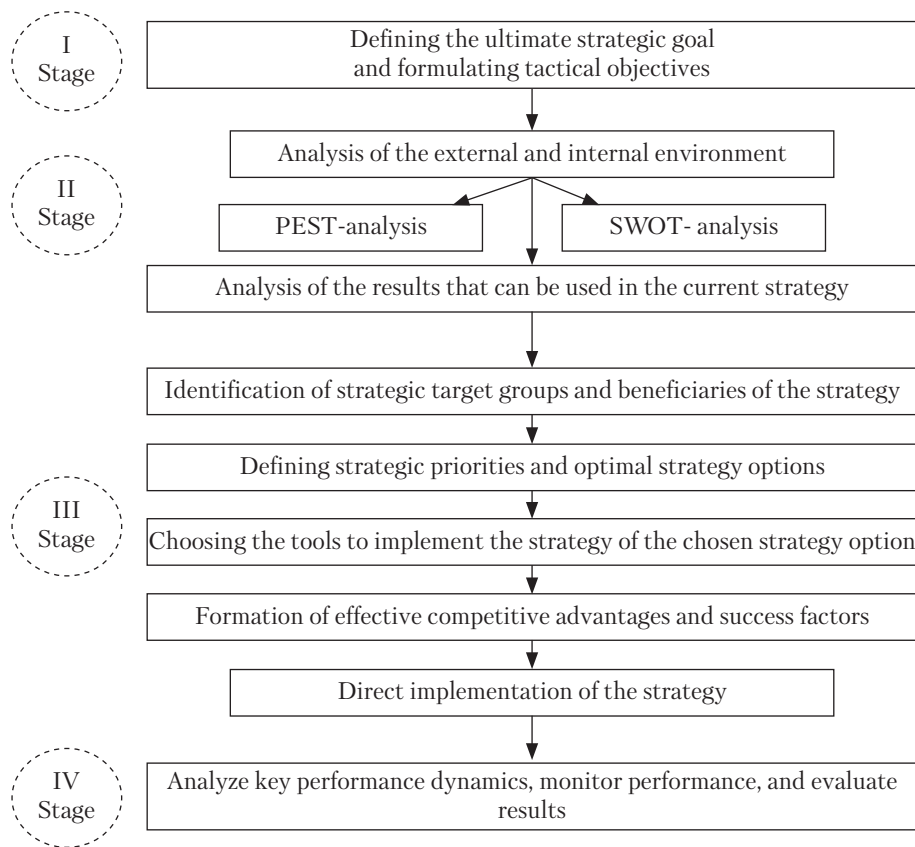 I
Stage
Defining the ultimate strategic goal
and formulating tactical objectives
Analysis of the external and internal environment
II
Stage
PEST-analysis
SWOT- analysis
Analysis of the results that can be used in the current strategy
Identification of strategic target groups and beneficiaries of the strategy
Defining strategic priorities and optimal strategy options
III
Stage
Choosing the tools to implement the strategy of the chosen strategy option
Formation of effective competitive advantages and success factors
Direct implementation of the strategy
IV
Stage
Analyze key performance dynamics, monitor performance, and evaluate
results